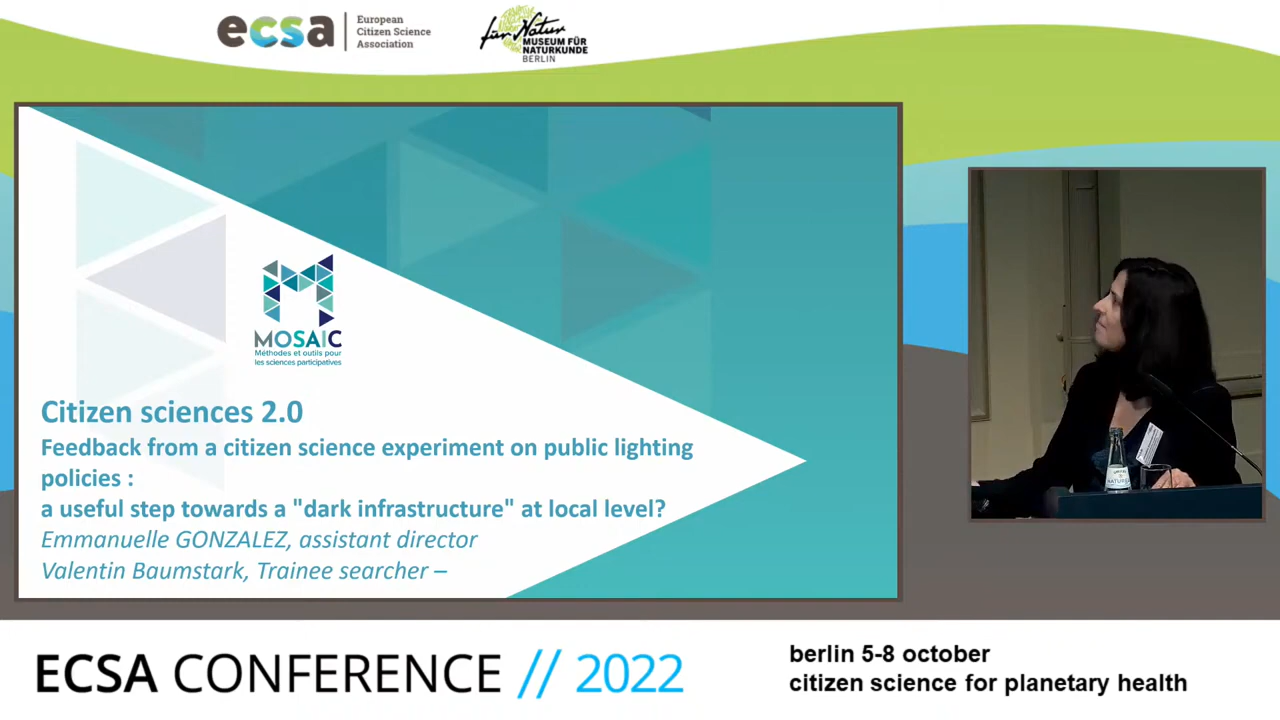 ecsa
European
Citizen Science
Association
für Natur
MUSEUM FÜR
NATURKUNDE
BERLIN
MOSAIC
Méthodes et outils pour
les sciences participatives
Citizen sciences 2.0
Feedback from a citizen science experiment on public lighting
policies :
a useful step towards a "dark infrastructure" at local level?
Emmanuelle GONZALEZ, assistant director
Valentin Baumstark, Trainee searcher –
ECSA CONFERENCE // 2022
berlin 5-8 october
citizen science for planetary health